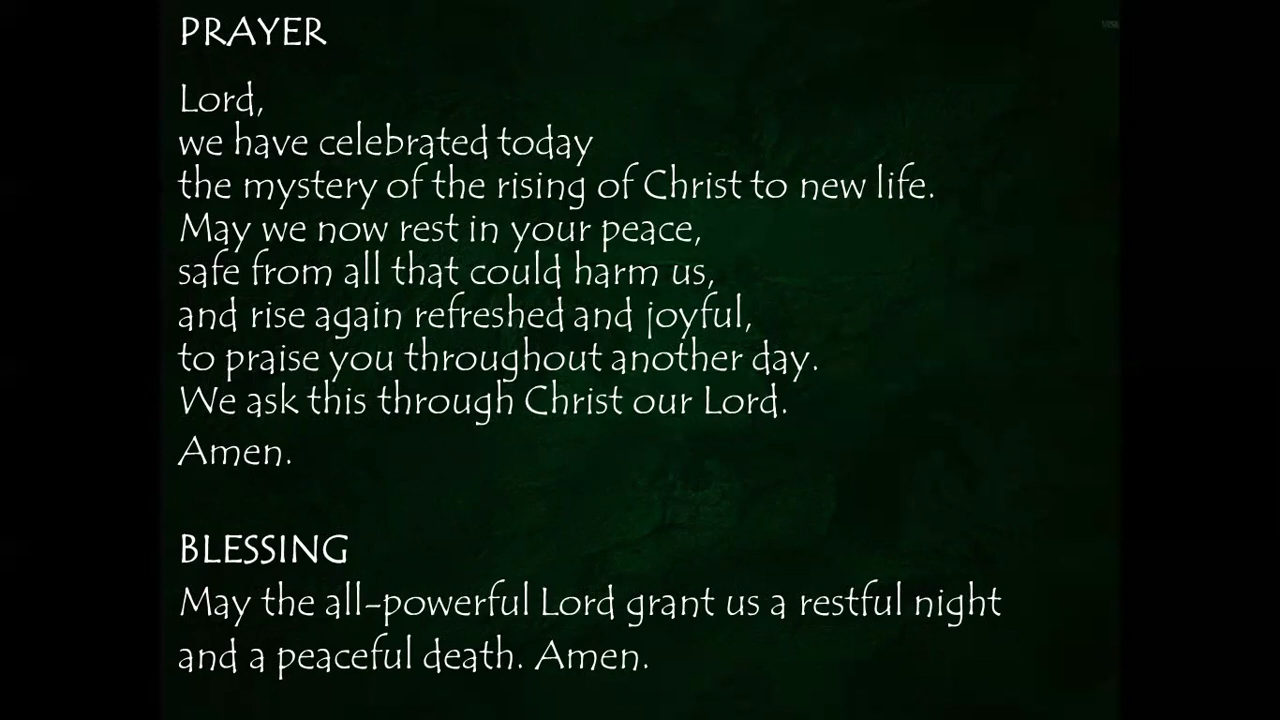 PRAYER
Lord,
we have celebrated today
the mystery of the rising of Christ to new life.
May we now rest in your peace,
safe from all that could harm us,
and rise again refreshed and joyful,
to praise you throughout another day.
We ask this through Christ our Lord.
Amen.
BLESSING
May the all-powerful Lord grant us a restful night
and a peaceful death. Amen.